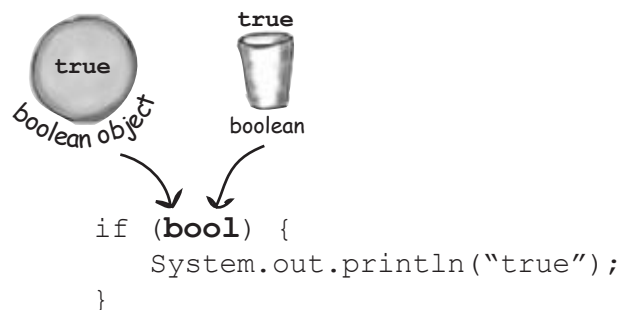 true
true
boolean object
boolean
if (bool) {
System.out.println(“true”);
}